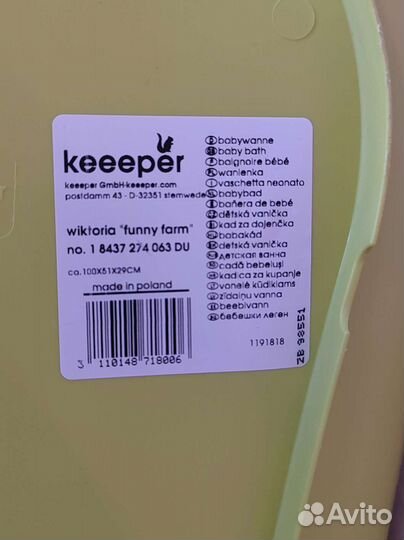 keeeper
keeeper GmbH·keeeper.com
postdamm 43 · D-32351 stemwede
wiktoria "funny farm"
no. 1 8437 274 063 DU
ca. 100X51X29CM
made in poland
3 110148 718006
babywanne
baby bath
baignoire bébé
wanienka
vaschetta neonato
babybad
bañera de bebé
dětská vanička
kad za dojenčka
bobakád
detská vanička
детская ванна
cadă bebeluşi
kadica za kupanje
vonelė kūdikiams
zīdaiņu vanna
beebivann
бебешки леген
1191818
ZB 98551
Avito